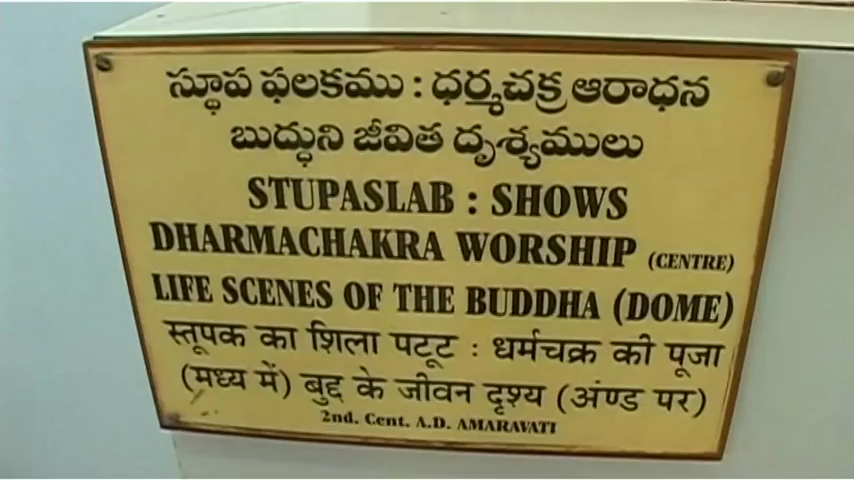 స్థూప ఫలకము : ధర్మచక్ర ఆరాధన
బుద్ధుని జీవిత దృశ్యములు
STUPASLAB : SHOWS
DHARMACHAKRA WORSHIP (CENTRE)
LIFE SCENES OF THE BUDDHA (DOME)
स्तूपक का शिला पटूट : धर्मचक्र की पूजा
(मध्य में) बुद्द के जीवन दृश्य (अंण्ड पर)
2nd. Cent. A.D. AMARAVATI